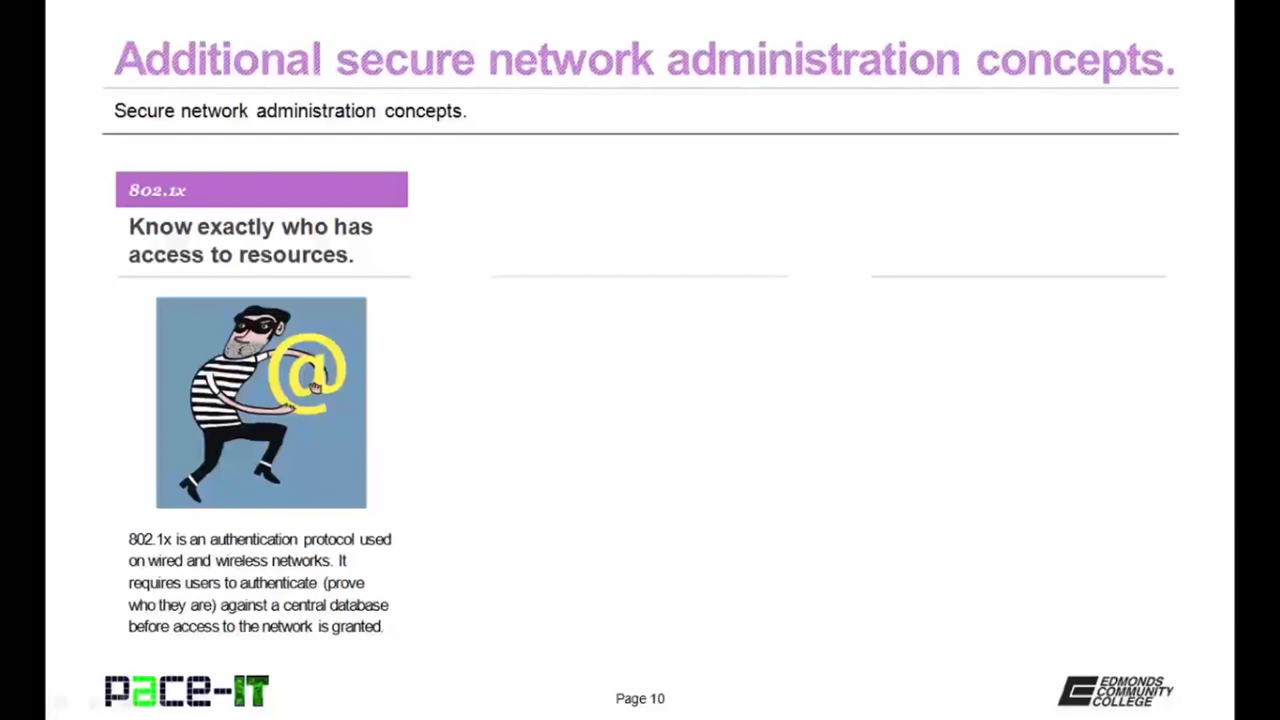 Additional secure network administration concepts.
Secure network administration concepts.
802.1x
Know exactly who has
access to resources.
@
802.1x is an authentication protocol used
on wired and wireless networks. It
requires users to authenticate (prove
who they are) against a central database
before access to the network is granted.
pace-IT
Page 10
EDMONDS
COMMUNITY
COLLEGE